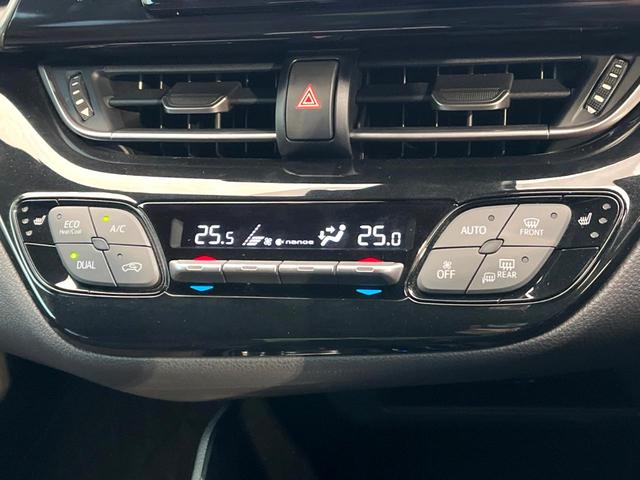 ECO
Heat/Cool
A/C
DUAL
25.5
nanoe
25.0
AUTO
FRONT
OFF
REAR